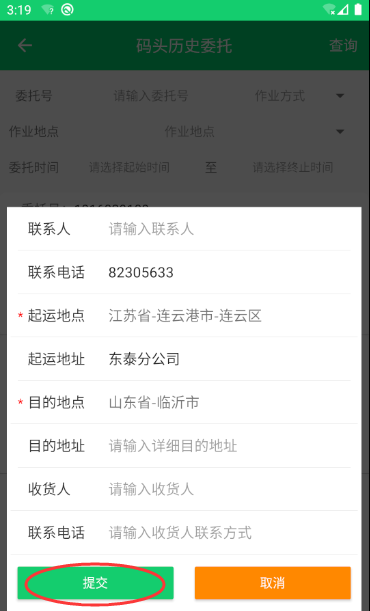 3:19
码头历史委托 查询
委托号 请输入委托号 作业方式
作业地点 作业地点
委托时间 请选择起始时间 至 请选择终止时间
联系人 请输入联系人
联系电话 82305633
* 起运地点 江苏省-连云港市-连云区
起运地址 东泰分公司
* 目的地点 山东省-临沂市
目的地址 请输入详细目的地址
收货人 请输入收货人
联系电话 请输入收货人联系方式
提交 取消